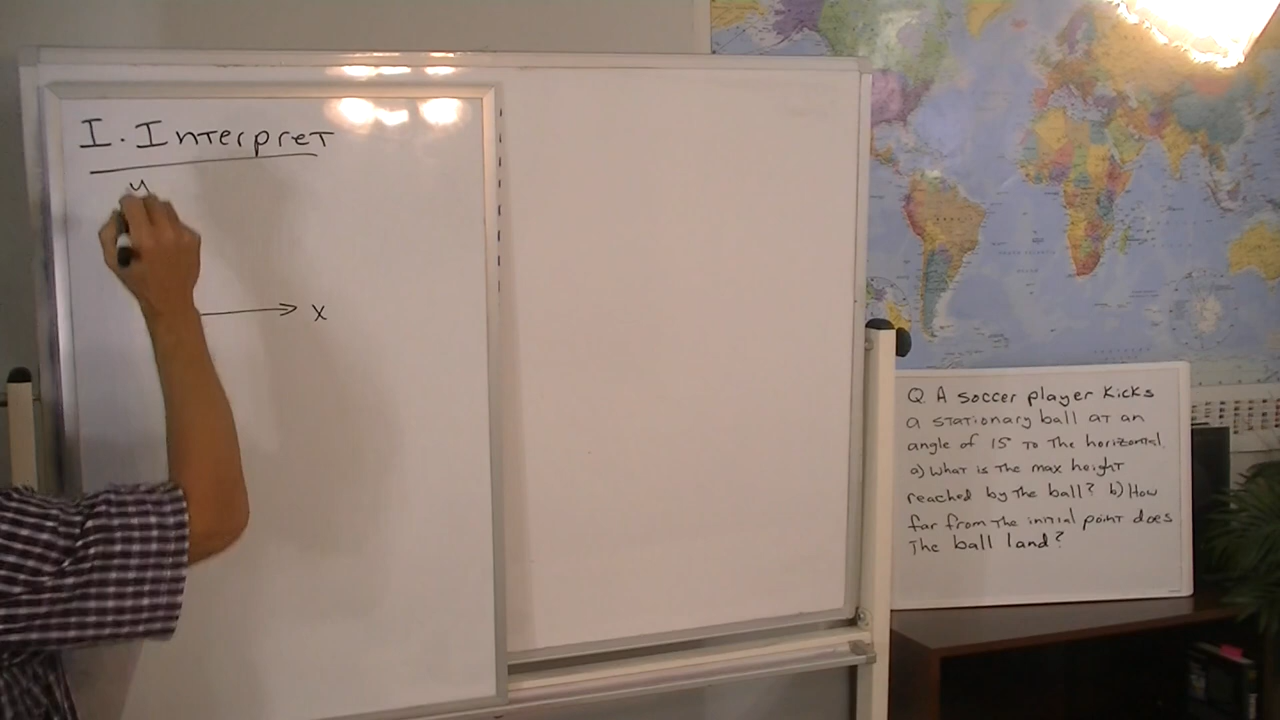 I. Interpret
y
x
Q A soccer player kicks
a stationary ball at an
angle of 15° to the horizontal.
a) What is the max height
reached by the ball? b) How
far from the initial point does
the ball land?